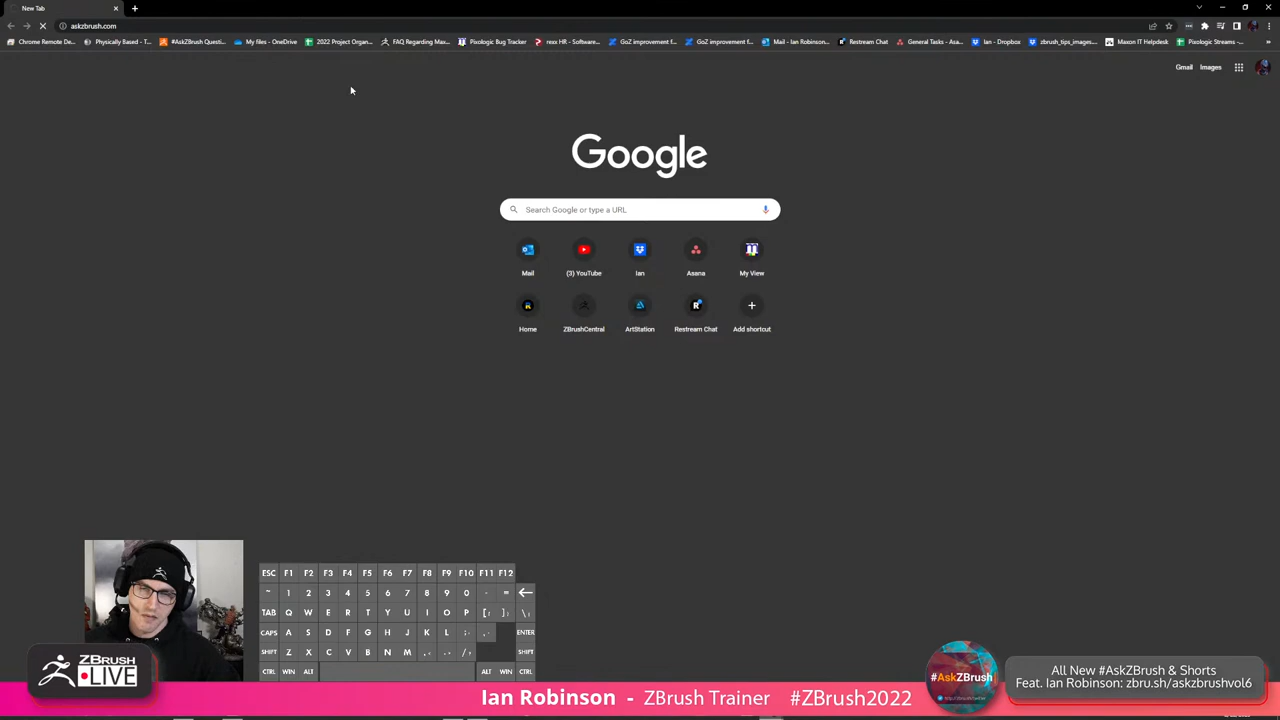 New Tab
askzbrush.com
Chrome Remote De... Physically Based - T... #AskZBrush Questi... My files - OneDrive 2022 Project Organ... FAQ Regarding Max... Pixologic Bug Tracker rexx HR - Software... GoZ improvement f... GoZ improvement f... Mail - Ian Robinson... Restream Chat General Tasks - Asa... Ian - Dropbox zbrush_tips_images... Maxon IT Helpdesk Pixologic Streams -...
Gmail Images
Google
Search Google or type a URL
Mail (3) YouTube Ian Asana My View
Home ZBrushCentral ArtStation Restream Chat Add shortcut
ESC F1 F2 F3 F4 F5 F6 F7 F8 F9 F10 F11 F12
~ 1 2 3 4 5 6 7 8 9 0 - =
TAB Q W E R T Y U I O P [{ ]} \|
CAPS A S D F G H J K L ;: ,' ENTER
SHIFT Z X C V B N M ,< .> /? SHIFT
CTRL WIN ALT ALT WIN CTRL
ZBRUSH
LIVE
Ian Robinson - ZBrush Trainer #ZBrush2022
#AskZBrush
All New #AskZBrush & Shorts
Feat. Ian Robinson: zbru.sh/askzbrushvol6